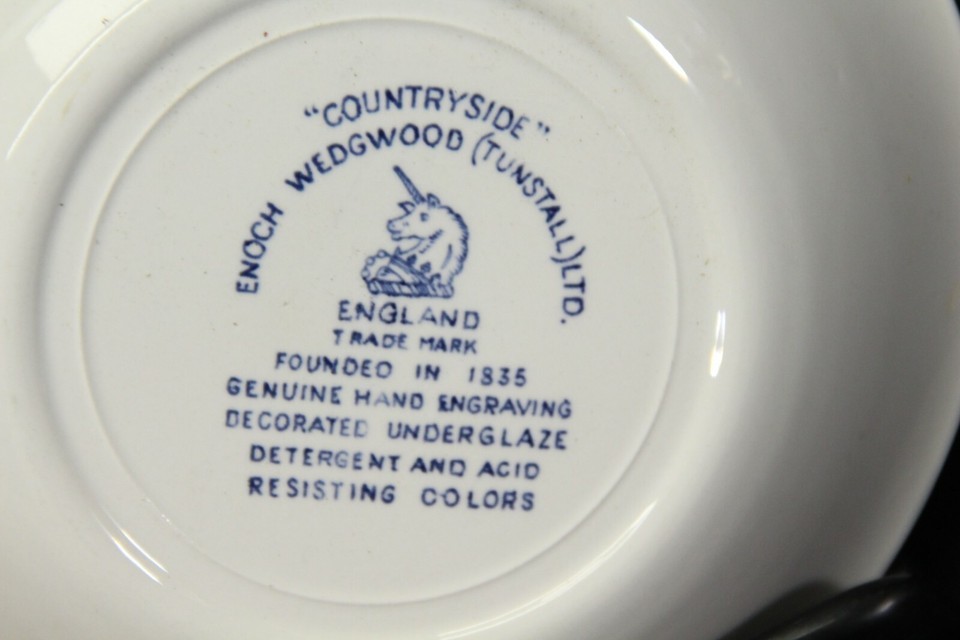 "COUNTRYSIDE"
ENOCH WEDGWOOD (TUNSTALL) LTD.
ENGLAND
TRADE MARK
FOUNDED IN 1835
GENUINE HAND ENGRAVING
DECORATED UNDERGLAZE
DETERGENT AND ACID
RESISTING COLORS